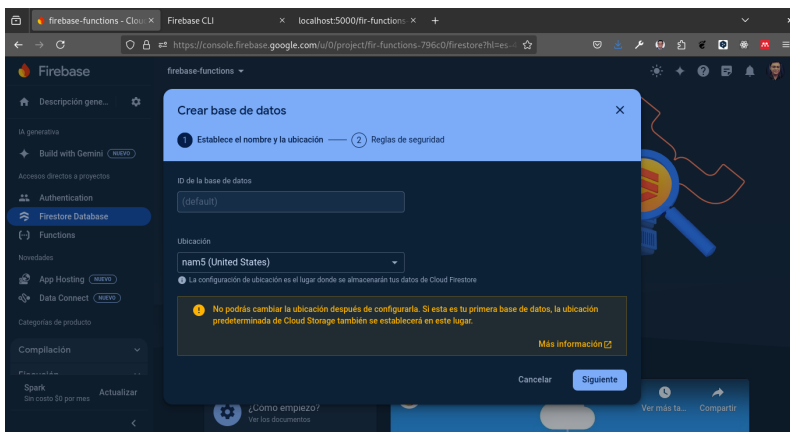 firebase-functions - Clou
Firebase CLI
localhost:5000/fir-functions-
https://console.firebase.google.com/u/0/project/fir-functions-796c0/firestore?hl=es-4
Firebase
firebase-functions
Descripción gene...
IA generativa
Build with Gemini NUEVO
Accesos directos a proyectos
Authentication
Firestore Database
Functions
Novedades
App Hosting NUEVO
Data Connect NUEVO
Categorías de producto
Compilación
Spark
Sin costo $0 por mes
Actualizar
Crear base de datos
1 Establece el nombre y la ubicación
2 Reglas de seguridad
ID de la base de datos
(default)
Ubicación
nam5 (United States)
La configuración de ubicación es el lugar donde se almacenarán tus datos de Cloud Firestore
No podrás cambiar la ubicación después de configurarla. Si esta es tu primera base de datos, la ubicación
predeterminada de Cloud Storage también se establecerá en este lugar.
Más información
Cancelar
Siguiente
¿Cómo empiezo?
Ver los documentos
Ver más ta...
Compartir